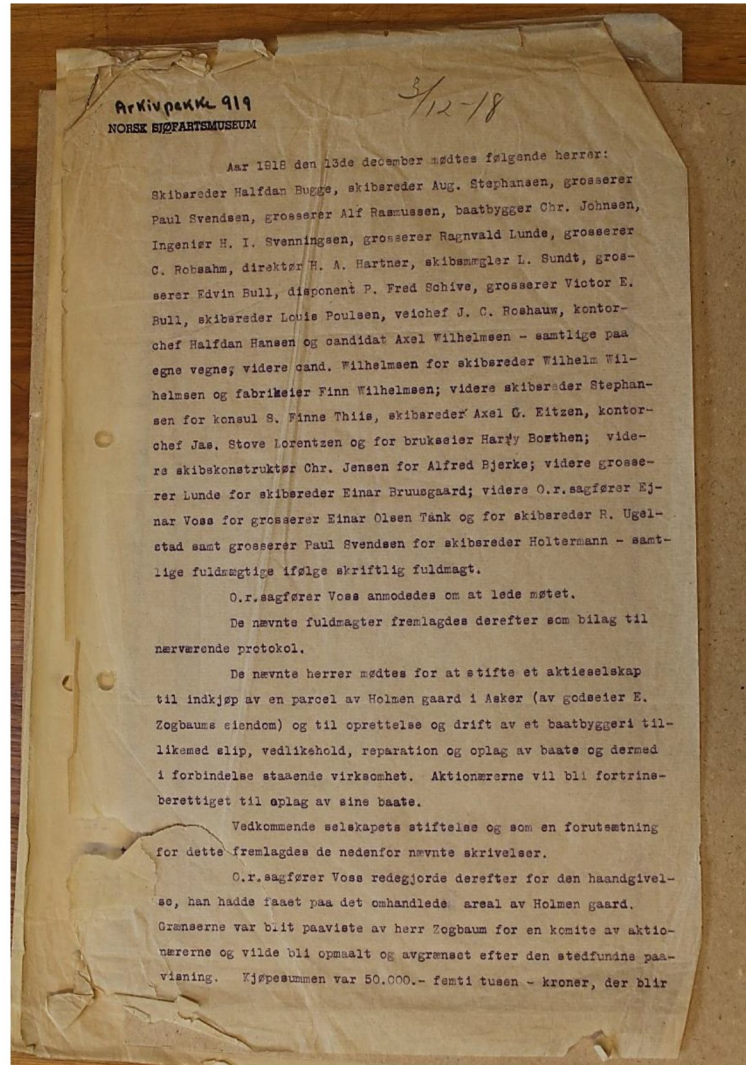 Arkivpakke 919
NORSK SJØFARTSMUSEUM
3/12-18
Aar 1918 den 13de december mødtes følgende herrer:
Skibsreder Halfdan Bugge, skibsreder Aug. Stephansen, grosserer
Paul Svendsen, grosserer Alf Rasmussen, baatbygger Chr. Johnsen,
Ingeniør H. I. Svenningsen, grosserer Ragnvald Lunde, grosserer
C. Robsahm, direktør H. A. Hartner, skibsmægler L. Sundt, gros-
serer Edvin Bull, disponent P. Fred Schive, grosserer Victor E.
Bull, skibsreder Louis Poulsen, veichef J. C. Roshauw, kontor-
chef Halfdan Hansen og candidat Axel Wilhelmsen - samtlige paa
egne vegne; videre cand. Wilhelmsen for skibsreder Wilhelm Wil-
helmsen og fabrikeier Finn Wilhelmsen; videre skibsreder Stephan-
sen for konsul S. Finne Thiis, skibsreder Axel G. Eitzen, kontor-
chef Jas. Stove Lorentzen og for brukseier Harry Borthen; vide-
re skibskonstruktør Chr. Jensen for Alfred Bjerke; videre grosse-
rer Lunde for skibsreder Einar Bruusgaard; videre O.r.sagfører Ej-
nar Voss for grosserer Einar Olsen Tank og for skibsreder R. Ugel-
stad samt grosserer Paul Svendsen for skibsreder Holtermann - samt-
lige fuldmægtige ifølge skriftlig fuldmagt.
O.r.sagfører Voss anmodedes om at lede møtet.
De nævnte fuldmagter fremlagdes derefter som bilag til
nærværende protokol.
De nævnte herrer mødtes for at stifte et aktieselskap
til indkjøp av en parcel av Holmen gaard i Asker (av godseier E.
Zogbaums eiendom) og til oprettelse og drift av et baatbyggeri til-
likemed slip, vedlikehold, reparation og oplag av baate og dermed
i forbindelse staaende virksomhet. Aktionærerne vil bli fortrins-
berettiget til oplag av sine baate.
Vedkommende selskapets stiftelse og som en forutsætning
for dette fremlagdes de nedenfor nævnte skrivelser.
O.r.sagfører Voss redegjorde derefter for den haandgivel-
se, han hadde faaet paa det omhandlede areal av Holmen gaard.
Grænserne var blit paaviste av herr Zogbaum for en komite av aktio-
nærerne og vilde bli opmaalt og avgrænset efter den stedfundne paa-
visning. Kjøpesummen var 50.000.- femti tusen - kroner, der blir